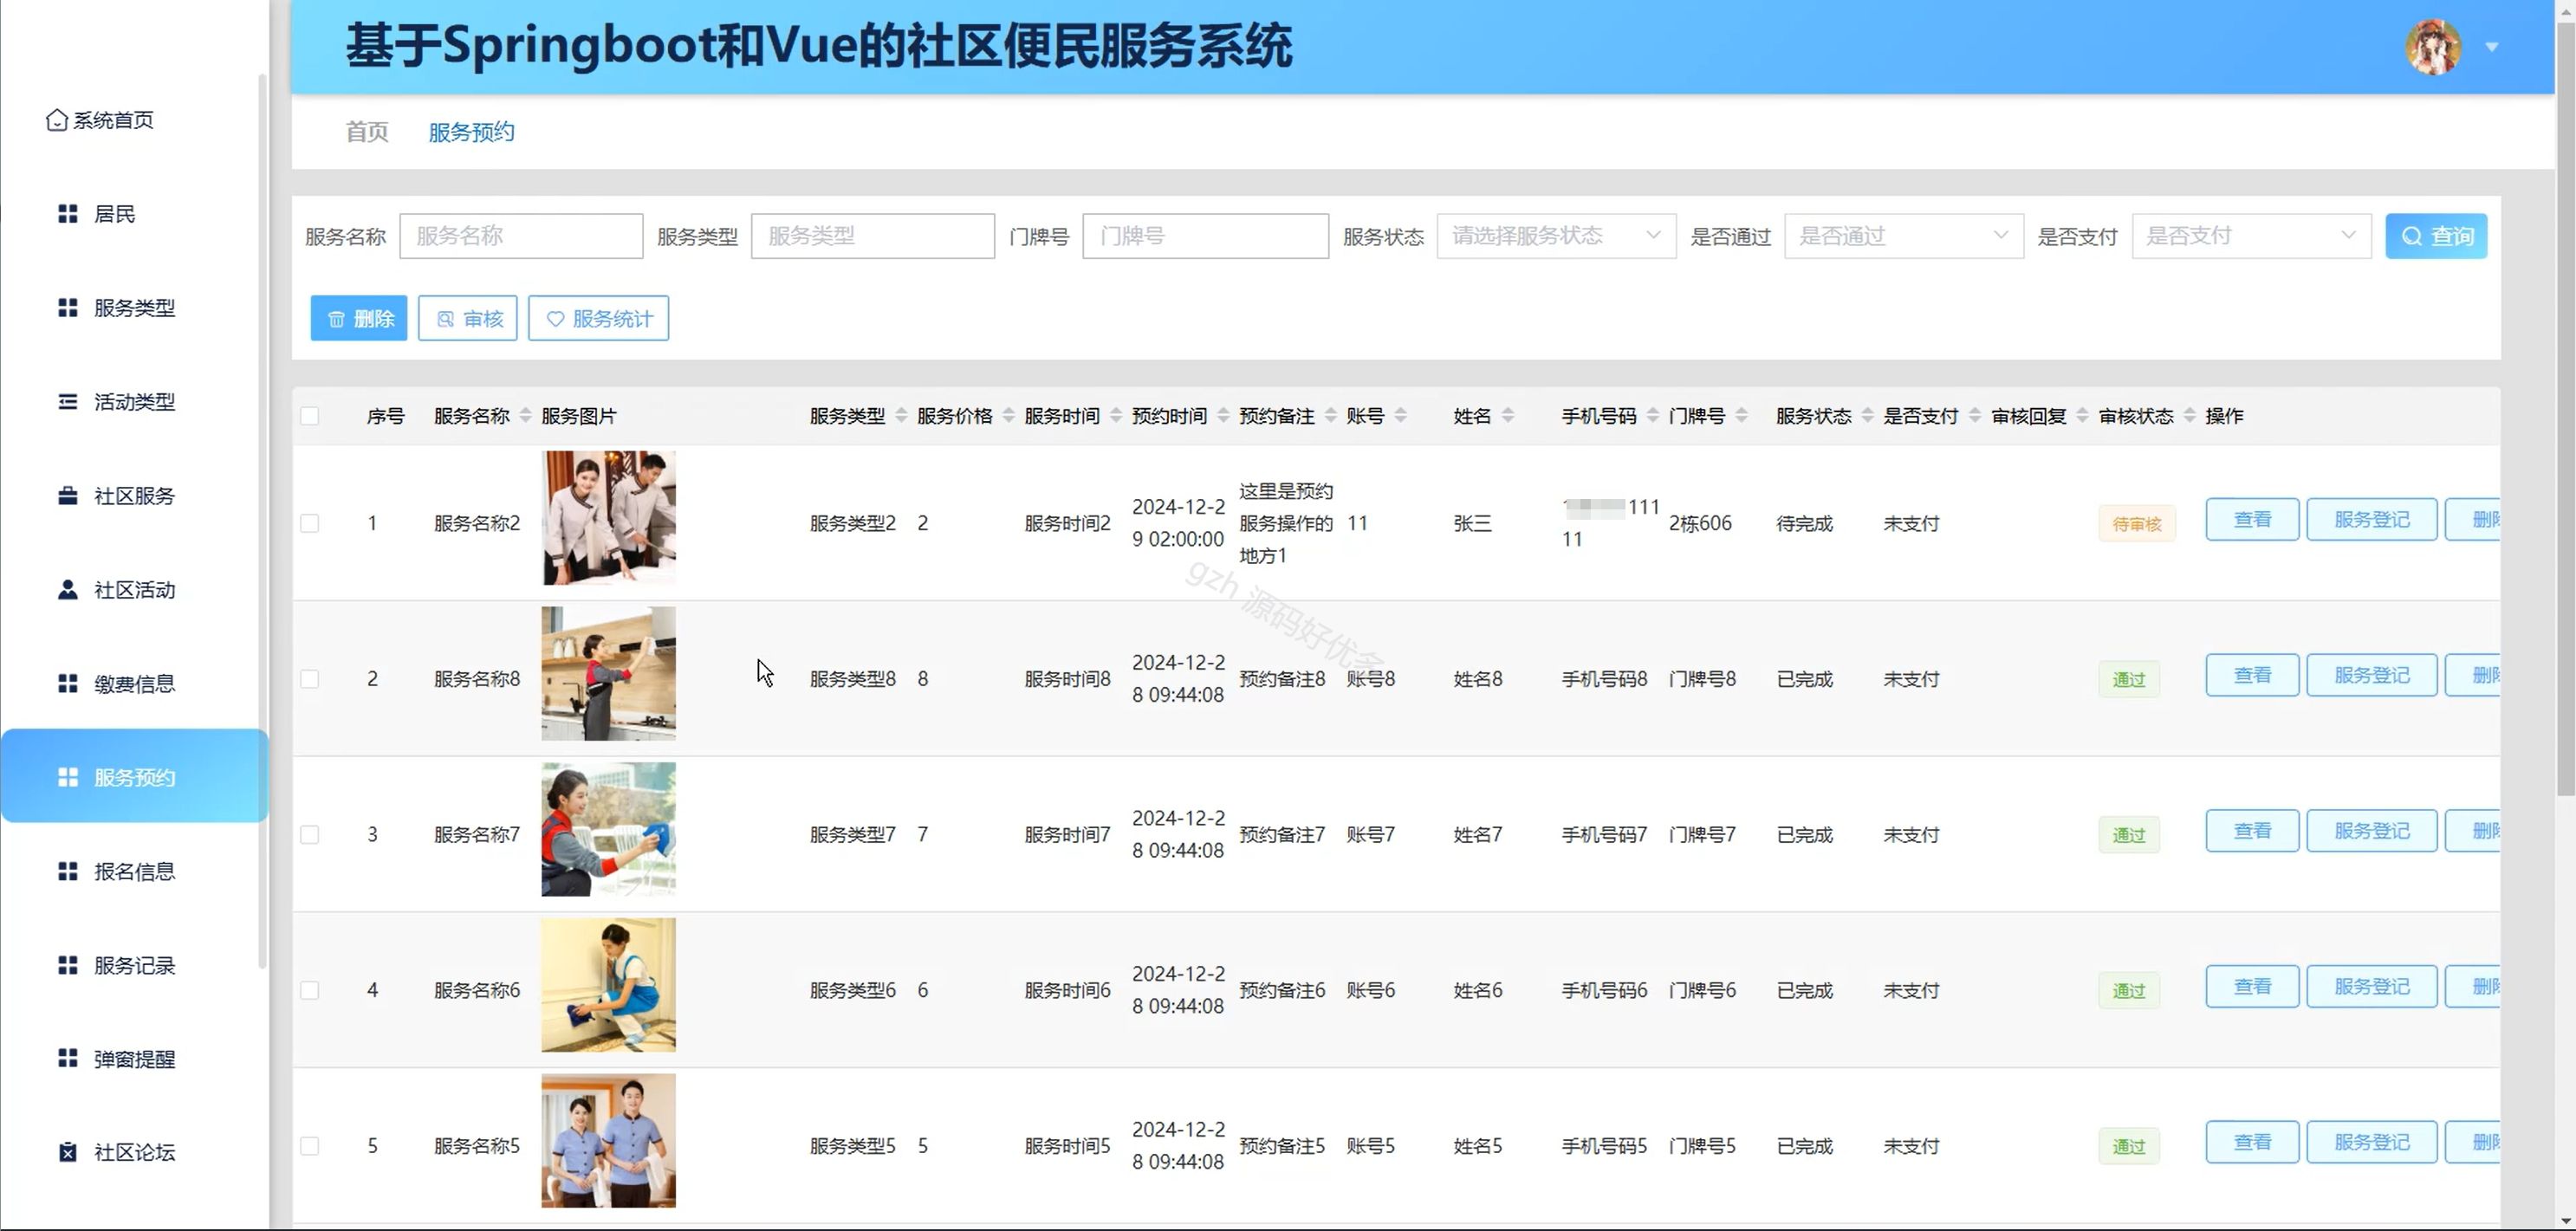 基于Springboot和Vue的社区便民服务系统
系统首页
居民
服务类型
活动类型
社区服务
社区活动
缴费信息
服务预约
报名信息
服务记录
弹窗提醒
社区论坛
首页 服务预约
服务名称 服务名称 服务类型 服务类型 门牌号 门牌号 服务状态 请选择服务状态 是否通过 是否通过 是否支付 是否支付 查询
删除 审核 服务统计
序号 服务名称 服务图片 服务类型 服务价格 服务时间 预约时间 预约备注 账号 姓名 手机号码 门牌号 服务状态 是否支付 审核回复 审核状态 操作
1 服务名称2 服务类型2 2 服务时间2 2024-12-2
9 02:00:00 这里是预约
服务操作的
地方1 11 张三 111
11 2栋606 待完成 未支付 待审核 查看 服务登记 删
2 服务名称8 服务类型8 8 服务时间8 2024-12-2
8 09:44:08 预约备注8 账号8 姓名8 手机号码8 门牌号8 已完成 未支付 通过 查看 服务登记 删
3 服务名称7 服务类型7 7 服务时间7 2024-12-2
8 09:44:08 预约备注7 账号7 姓名7 手机号码7 门牌号7 已完成 未支付 通过 查看 服务登记 删
4 服务名称6 服务类型6 6 服务时间6 2024-12-2
8 09:44:08 预约备注6 账号6 姓名6 手机号码6 门牌号6 已完成 未支付 通过 查看 服务登记 删
5 服务名称5 服务类型5 5 服务时间5 2024-12-2
8 09:44:08 预约备注5 账号5 姓名5 手机号码5 门牌号5 已完成 未支付 通过 查看 服务登记 删
gzh 源码好优多